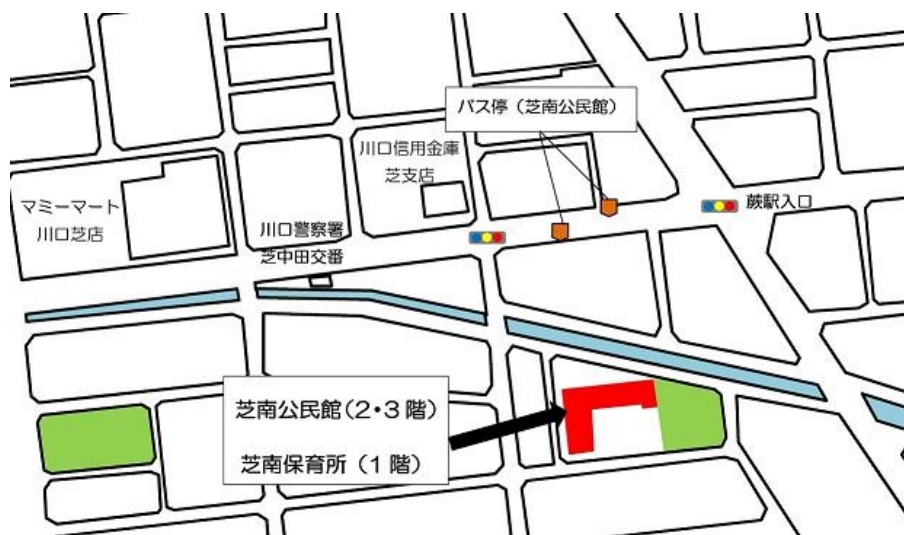 バス停（芝南公民館）
川口信用金庫
芝支店
蕨駅入口
マミーマート
川口芝店
川口警察署
芝中田交番
芝南公民館（2・3階）
芝南保育所（1階）